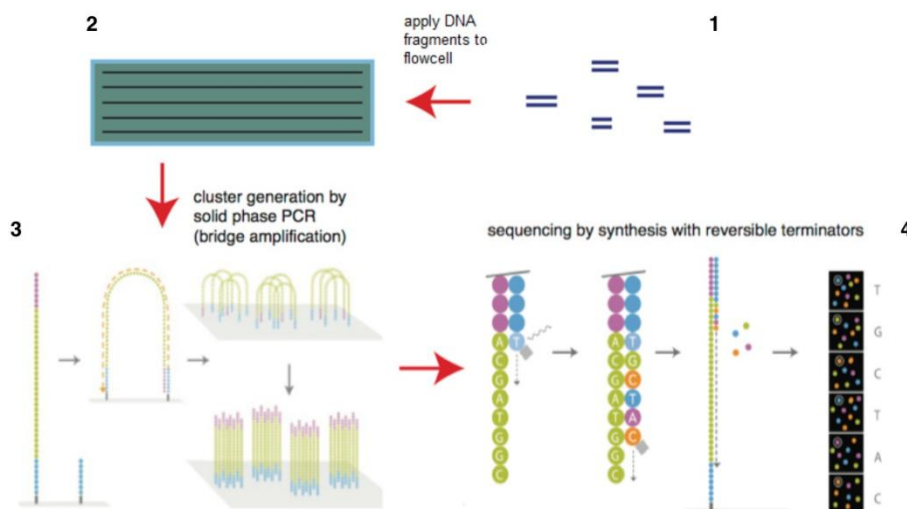 2
apply DNA
fragments to
flowcell
1
cluster generation by
solid phase PCR
(bridge amplification)
3
sequencing by synthesis with reversible terminators
4
A
C
G
A
T
G
G
C
T
A
C
G
A
T
G
G
C
T
G
C
T
A
C
T
G
C
T
A
C